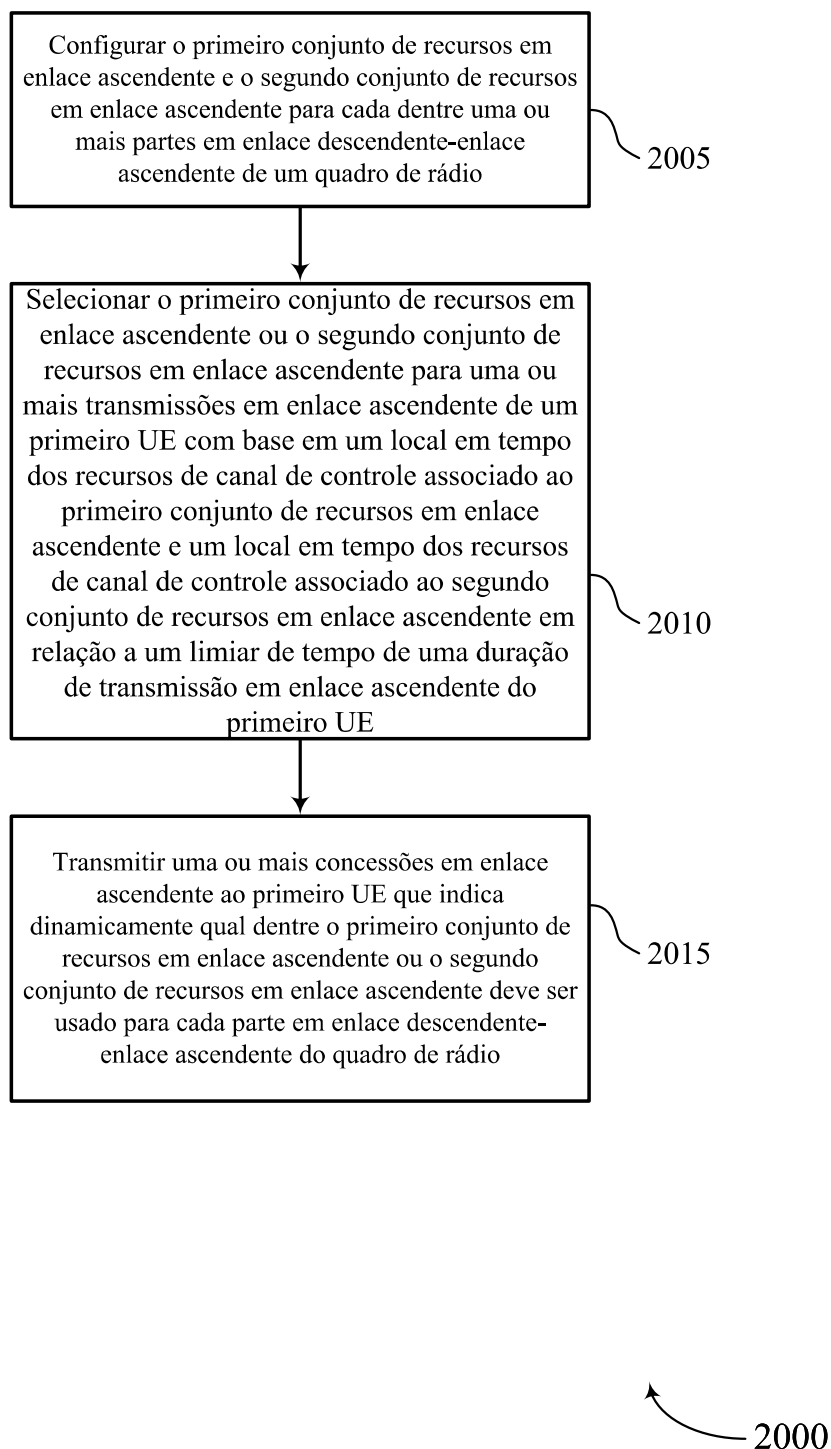 Configurar o primeiro conjunto de recursos em
enlace ascendente e o segundo conjunto de recursos
em enlace ascendente para cada dentre uma ou
mais partes em enlace descendente-enlace
ascendente de um quadro de rádio
2005
Selecionar o primeiro conjunto de recursos em
enlace ascendente ou o segundo conjunto de
recursos em enlace ascendente para uma ou
mais transmissões em enlace ascendente de um
primeiro UE com base em um local em tempo
dos recursos de canal de controle associado ao
primeiro conjunto de recursos em enlace
ascendente e um local em tempo dos recursos
de canal de controle associado ao segundo
conjunto de recursos em enlace ascendente em
relação a um limiar de tempo de uma duração
de transmissão em enlace ascendente do
primeiro UE
2010
Transmitir uma ou mais concessões em enlace
ascendente ao primeiro UE que indica
dinamicamente qual dentre o primeiro conjunto de
recursos em enlace ascendente ou o segundo
conjunto de recursos em enlace ascendente deve ser
usado para cada parte em enlace descendente-
enlace ascendente do quadro de rádio
2015
2000